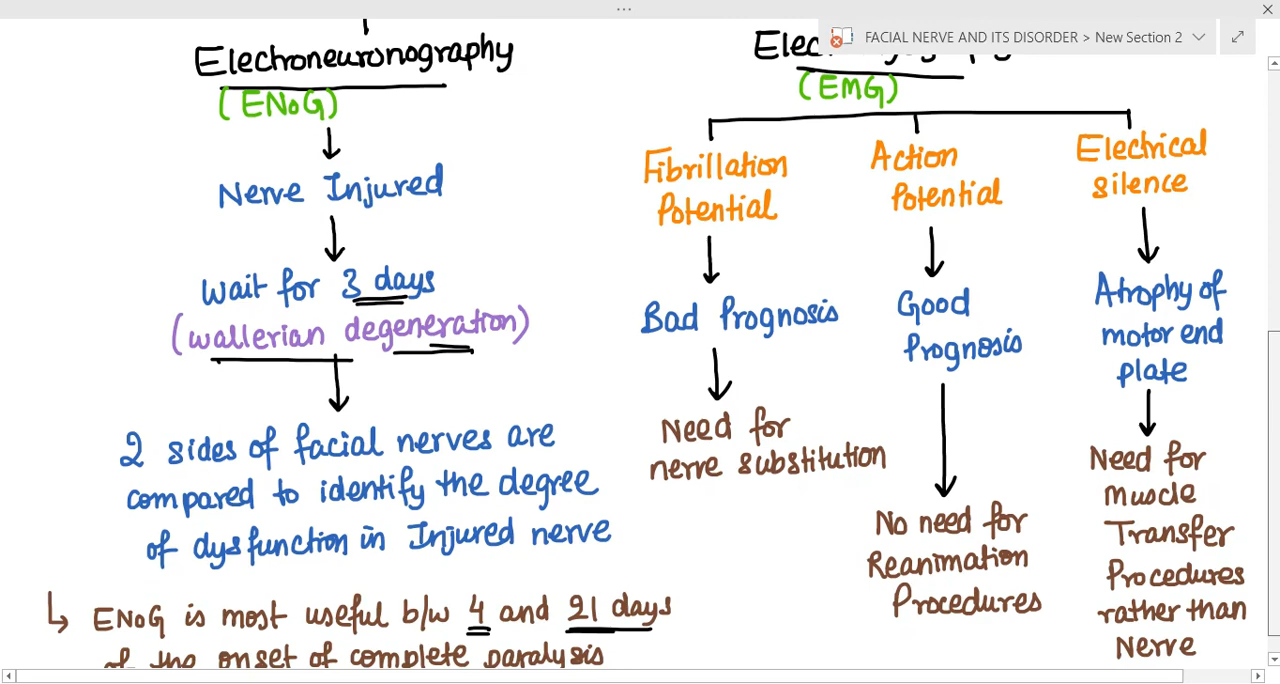 FACIAL NERVE AND ITS DISORDER > New Section 2
Electroneuronography
(ENoG)
Nerve Injured
Wait for 3 days
(wallerian degeneration)
2 sides of facial nerves are
compared to identify the degree
of dysfunction in Injured nerve
↳ ENoG is most useful b/w 4 and 21 days
of the onset of complete paralysis
(EMG)
Fibrillation
Potential
Bad Prognosis
Need for
nerve substitution
Action
Potential
Good
Prognosis
No need for
Reanimation
Procedures
Electrical
silence
Atrophy of
motor end
plate
Need for
Muscle
Transfer
Procedures
rather than
Nerve